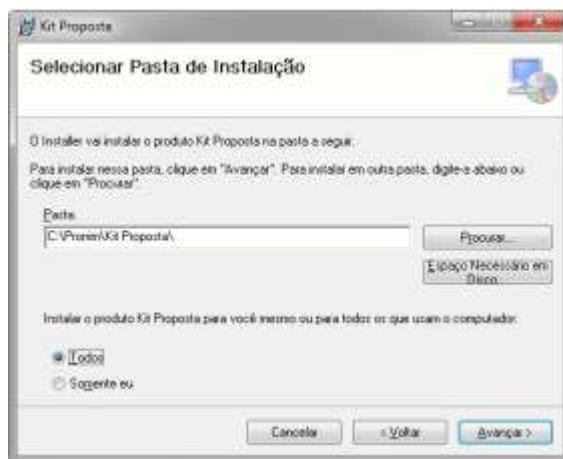 Kit Proposta
Selecionar Pasta de Instalação
O Installer vai instalar o produto Kit Proposta na pasta a seguir.
Para instalar nessa pasta, clique em "Avançar". Para instalar em outra pasta, digite-a abaixo ou
clique em "Procurar".
Pasta:
C:\Pronim\Kit Proposta\
Procurar...
Espaço Necessário em
Disco...
Instalar o produto Kit Proposta para você mesmo ou para todos os que usam o computador:
Todos
Somente eu
Cancelar
< Voltar
Avançar >